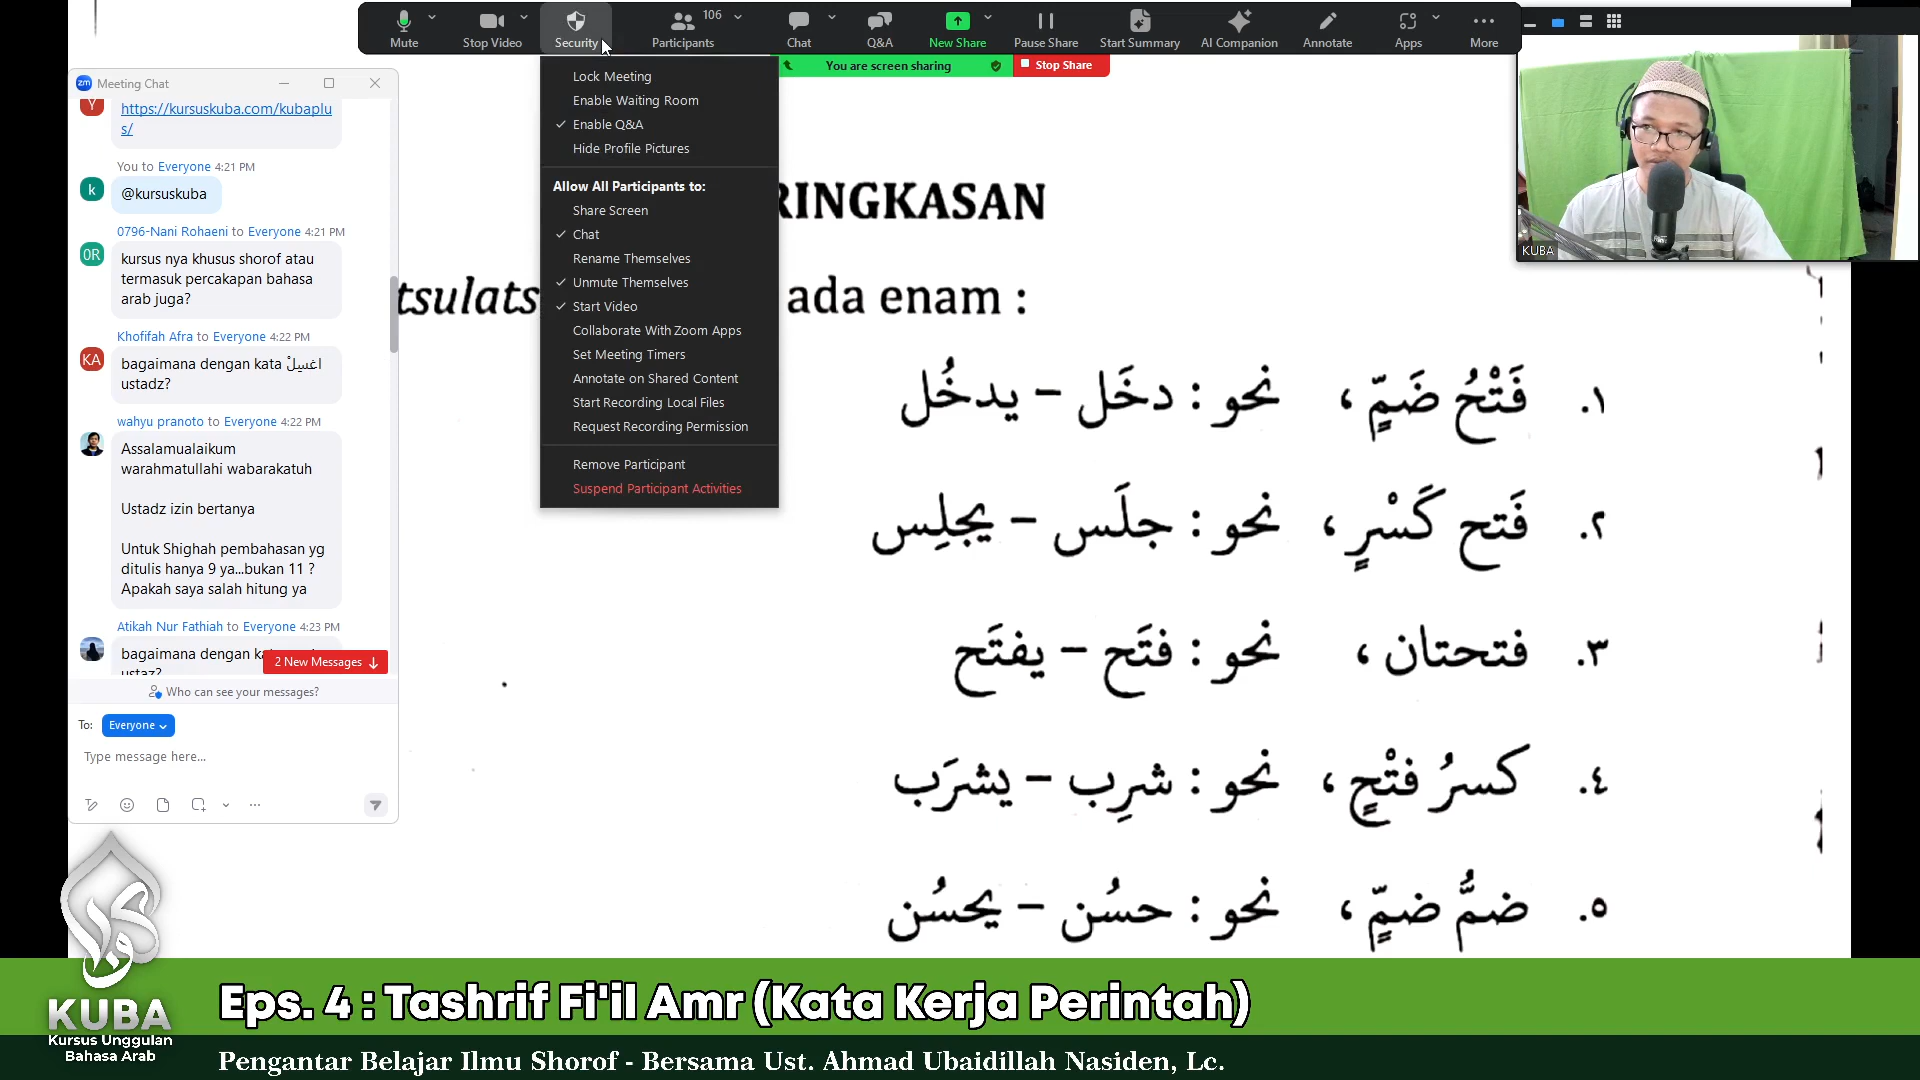 Mute
Stop Video
Security
Participants
106
Chat
Q&A
New Share
Pause Share
Start Summary
AI Companion
Annotate
Apps
More
You are screen sharing
Stop Share
Lock Meeting
Enable Waiting Room
Enable Q&A
Hide Profile Pictures
Allow All Participants to:
Share Screen
Chat
Rename Themselves
Unmute Themselves
Start Video
Collaborate With Zoom Apps
Set Meeting Timers
Annotate on Shared Content
Start Recording Local Files
Request Recording Permission
Remove Participant
Suspend Participant Activities
zm Meeting Chat
Y
https://kursuskuba.com/kubaplu
s/
You to Everyone 4:21 PM
k
@kursuskuba
0796-Nani Rohaeni to Everyone 4:21 PM
0R
kursus nya khusus shorof atau
termasuk percakapan bahasa
arab juga?
Khofifah Afra to Everyone 4:22 PM
KA
bagaimana dengan kata اغسِلْ
ustadz?
wahyu pranoto to Everyone 4:22 PM
Assalamualaikum
warahmatullahi wabarakatuh
Ustadz izin bertanya
Untuk Shighah pembahasan yg
ditulis hanya 9 ya...bukan 11 ?
Apakah saya salah hitung ya
Atikah Nur Fathiah to Everyone 4:23 PM
bagaimana dengan
ustaz?
2 New Messages
Who can see your messages?
To: Everyone
Type message here...
RINGKASAN
tsulats ada enam :
١. فَتْحُ ضَمٍّ ، نحو : دخَل – يدخُل
٢. فَتح كَسْرٍ ، نحو : جلَس – يجلِس
٣. فتحتان ، نحو : فتَح – يفتَح
٤. كسرُ فتْحٍ ، نحو : شرِب – يشرَب
٥. ضمُّ ضمٍّ ، نحو : حسُن – يحسُن
KUBA
KUBA
Kursus Unggulan
Bahasa Arab
Eps. 4 : Tashrif Fi'il Amr (Kata Kerja Perintah)
Pengantar Belajar Ilmu Shorof - Bersama Ust. Ahmad Ubaidillah Nasiden, Lc.